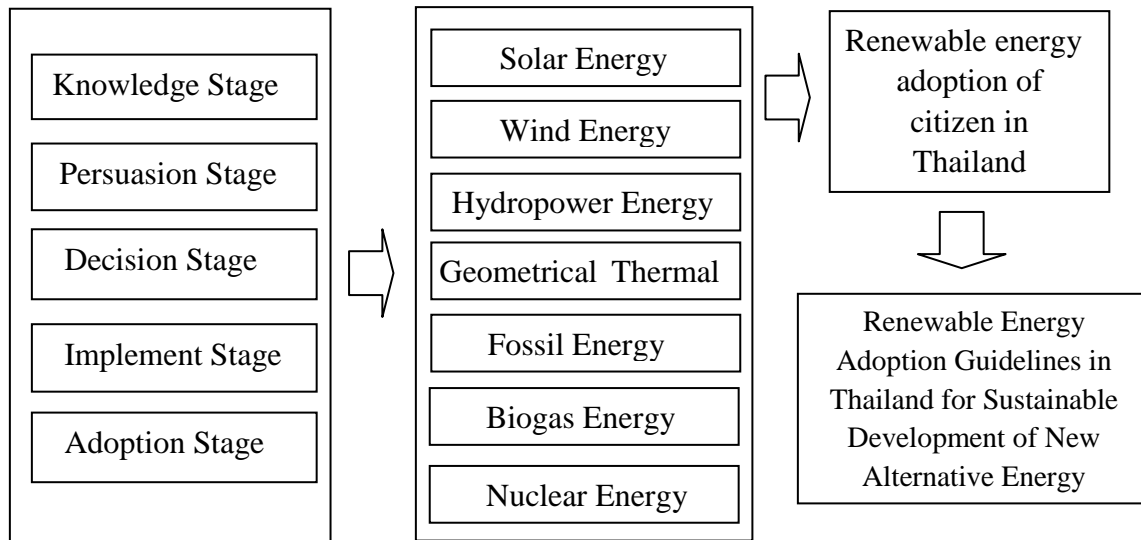 Knowledge Stage
Persuasion Stage
Decision Stage
Implement Stage
Adoption Stage
Solar Energy
Wind Energy
Hydropower Energy
Geometrical Thermal
Fossil Energy
Biogas Energy
Nuclear Energy
Renewable energy
adoption of
citizen in
Thailand
Renewable Energy
Adoption Guidelines in
Thailand for Sustainable
Development of New
Alternative Energy